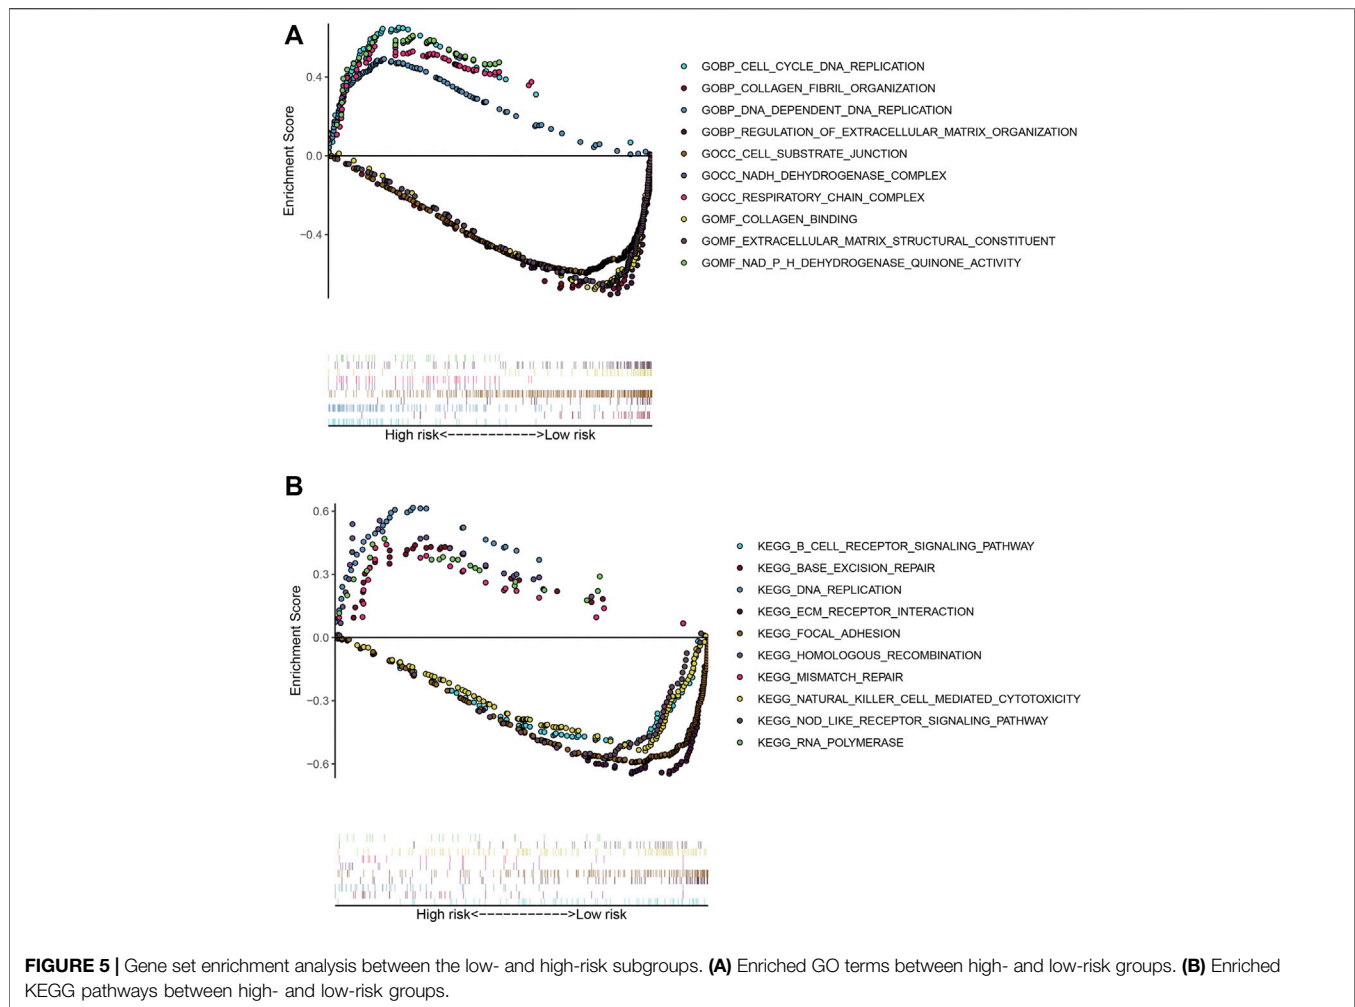 A
Enrichment Score
0.4
0.0
−0.4
GOBP_CELL_CYCLE_DNA_REPLICATION
GOBP_COLLAGEN_FIBRIL_ORGANIZATION
GOBP_DNA_DEPENDENT_DNA_REPLICATION
GOBP_REGULATION_OF_EXTRACELLULAR_MATRIX_ORGANIZATION
GOCC_CELL_SUBSTRATE_JUNCTION
GOCC_NADH_DEHYDROGENASE_COMPLEX
GOCC_RESPIRATORY_CHAIN_COMPLEX
GOMF_COLLAGEN_BINDING
GOMF_EXTRACELLULAR_MATRIX_STRUCTURAL_CONSTITUENT
GOMF_NAD_P_H_DEHYDROGENASE_QUINONE_ACTIVITY
High risk<----------->Low risk
B
Enrichment Score
0.6
0.3
0.0
−0.3
−0.6
KEGG_B_CELL_RECEPTOR_SIGNALING_PATHWAY
KEGG_BASE_EXCISION_REPAIR
KEGG_DNA_REPLICATION
KEGG_ECM_RECEPTOR_INTERACTION
KEGG_FOCAL_ADHESION
KEGG_HOMOLOGOUS_RECOMBINATION
KEGG_MISMATCH_REPAIR
KEGG_NATURAL_KILLER_CELL_MEDIATED_CYTOTOXICITY
KEGG_NOD_LIKE_RECEPTOR_SIGNALING_PATHWAY
KEGG_RNA_POLYMERASE
High risk<----------->Low risk
FIGURE 5 | Gene set enrichment analysis between the low- and high-risk subgroups. (A) Enriched GO terms between high- and low-risk groups. (B) Enriched
KEGG pathways between high- and low-risk groups.